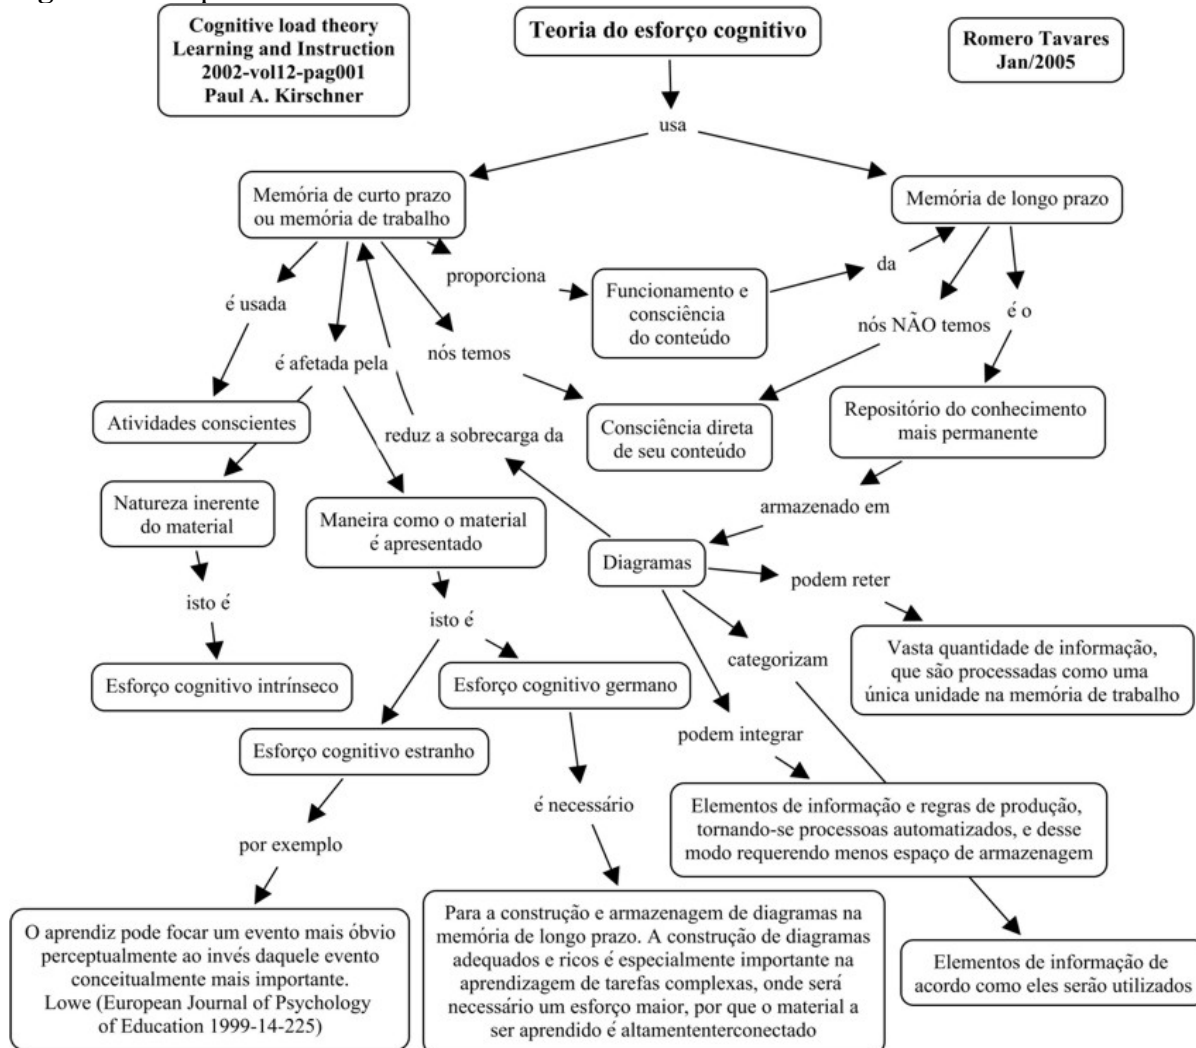 Cognitive load theory
Learning and Instruction
2002-vol12-pag001
Paul A. Kirschner
Teoria do esforço cognitivo
Romero Tavares
Jan/2005
usa
Memória de curto prazo
ou memória de trabalho
Memória de longo prazo
proporciona
da
é usada
Funcionamento e
consciência
do conteúdo
é o
nós NÃO temos
é afetada pela
nós temos
Atividades conscientes
reduz a sobrecarga da
Consciência direta
de seu conteúdo
Repositório do conhecimento
mais permanente
Natureza inerente
do material
Maneira como o material
é apresentado
armazenado em
Diagramas
podem reter
isto é
isto é
Vasta quantidade de informação,
que são processadas como uma
única unidade na memória de trabalho
categorizam
Esforço cognitivo intrínseco
Esforço cognitivo germano
podem integrar
Esforço cognitivo estranho
é necessário
Elementos de informação e regras de produção,
tornando-se processoas automatizados, e desse
modo requerendo menos espaço de armazenagem
por exemplo
O aprendiz pode focar um evento mais óbvio
perceptualmente ao invés daquele evento
conceitualmente mais importante.
Lowe (European Journal of Psychology
of Education 1999-14-225)
Para a construção e armazenagem de diagramas na
memória de longo prazo. A construção de diagramas
adequados e ricos é especialmente importante na
aprendizagem de tarefas complexas, onde será
necessário um esforço maior, por que o material a
ser aprendido é altamententerconectado
Elementos de informação de
acordo como eles serão utilizados